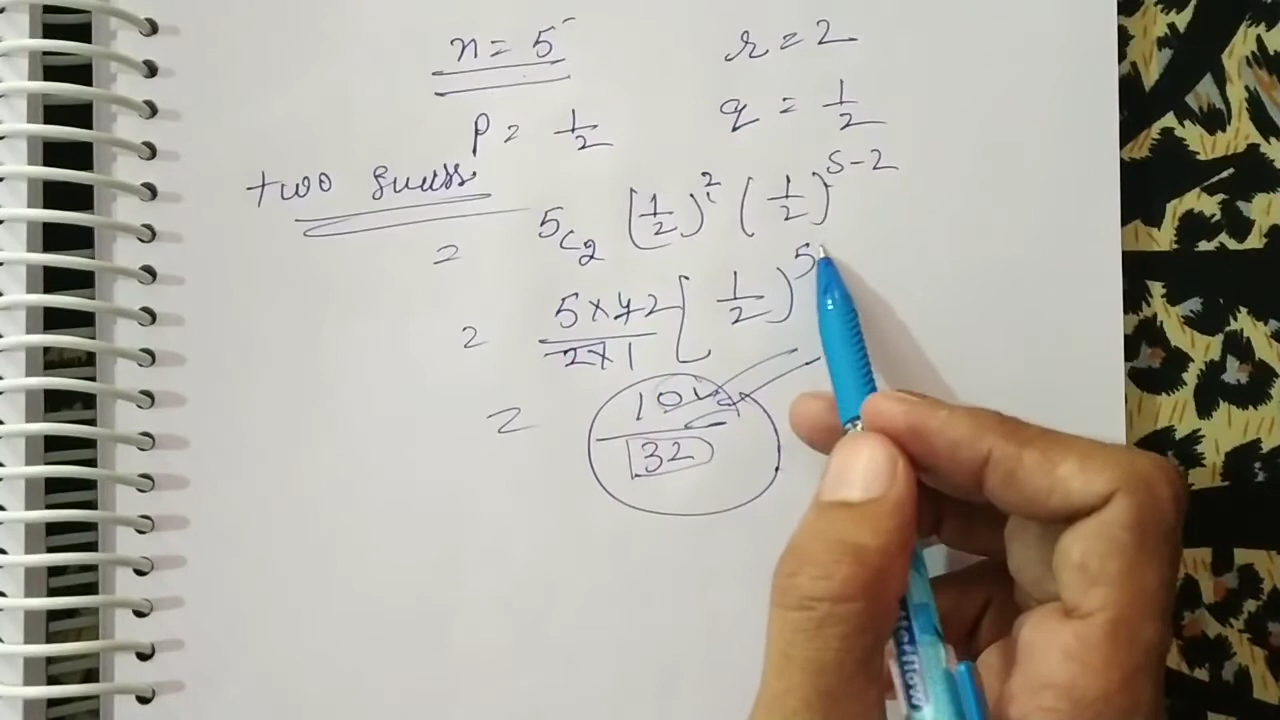 n = 5 r = 2
p = 1/2 q = 1/2
two guess
= 5C2 (1/2)^2 (1/2)^5-2
= 5×42/2×1 (1/2)^5
= 10/32